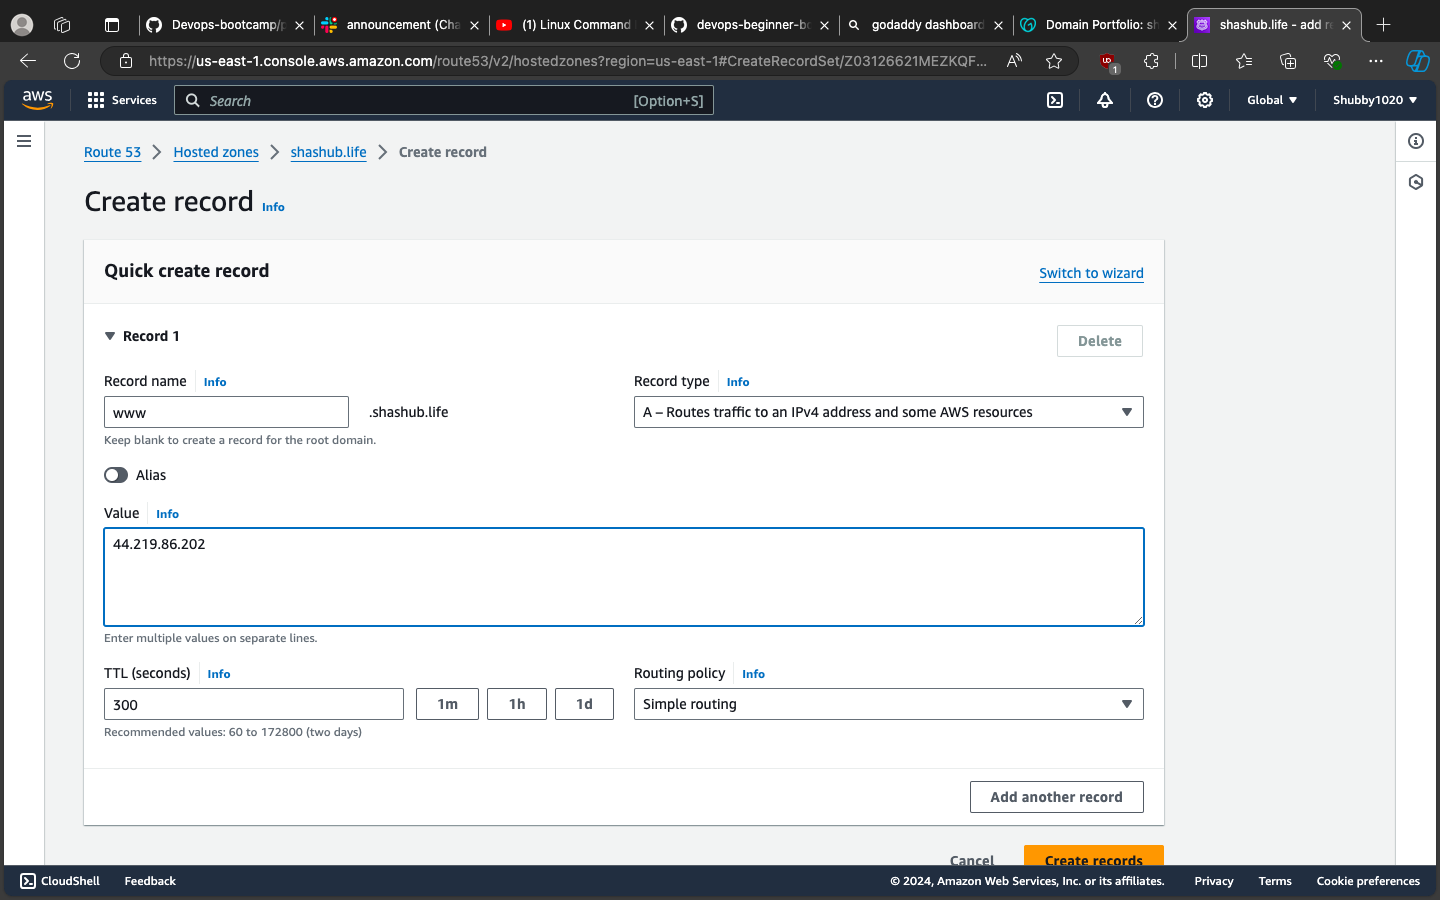 Devops-bootcamp/p
announcement (Cha
(1) Linux Command
devops-beginner-bo
godaddy dashboard
Domain Portfolio: sh
shashub.life - add re
https://us-east-1.console.aws.amazon.com/route53/v2/hostedzones?region=us-east-1#CreateRecordSet/Z03126621MEZKQF...
1
aws
Services
Search
[Option+S]
Global
Shubby1020
Route 53
Hosted zones
shashub.life
Create record
Create record Info
Quick create record
Switch to wizard
Record 1
Delete
Record name Info
Record type Info
www
.shashub.life
A – Routes traffic to an IPv4 address and some AWS resources
Keep blank to create a record for the root domain.
Alias
Value Info
44.219.86.202
Enter multiple values on separate lines.
TTL (seconds) Info
Routing policy Info
300
1m
1h
1d
Simple routing
Recommended values: 60 to 172800 (two days)
Add another record
Cancel
Create records
CloudShell
Feedback
© 2024, Amazon Web Services, Inc. or its affiliates.
Privacy
Terms
Cookie preferences